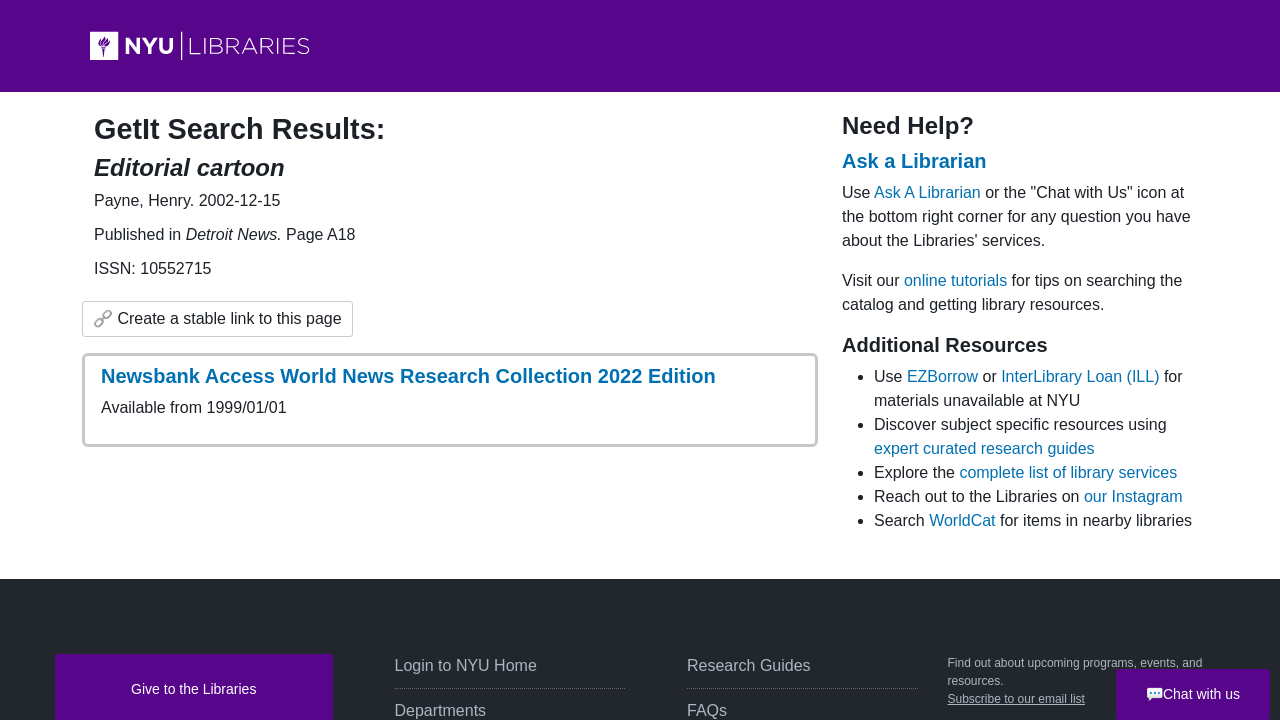 NYU LIBRARIES
GetIt Search Results:
Editorial cartoon
Payne, Henry. 2002-12-15
Published in Detroit News. Page A18
ISSN: 10552715
Create a stable link to this page
Newsbank Access World News Research Collection 2022 Edition
Available from 1999/01/01
Need Help?
Ask a Librarian
Use Ask A Librarian or the "Chat with Us" icon at
the bottom right corner for any question you have
about the Libraries' services.
Visit our online tutorials for tips on searching the
catalog and getting library resources.
Additional Resources
Use EZBorrow or InterLibrary Loan (ILL) for
materials unavailable at NYU
Discover subject specific resources using
expert curated research guides
Explore the complete list of library services
Reach out to the Libraries on our Instagram
Search WorldCat for items in nearby libraries
Give to the Libraries
Login to NYU Home
Departments
Research Guides
FAQs
Find out about upcoming programs, events, and
resources.
Subscribe to our email list
Chat with us